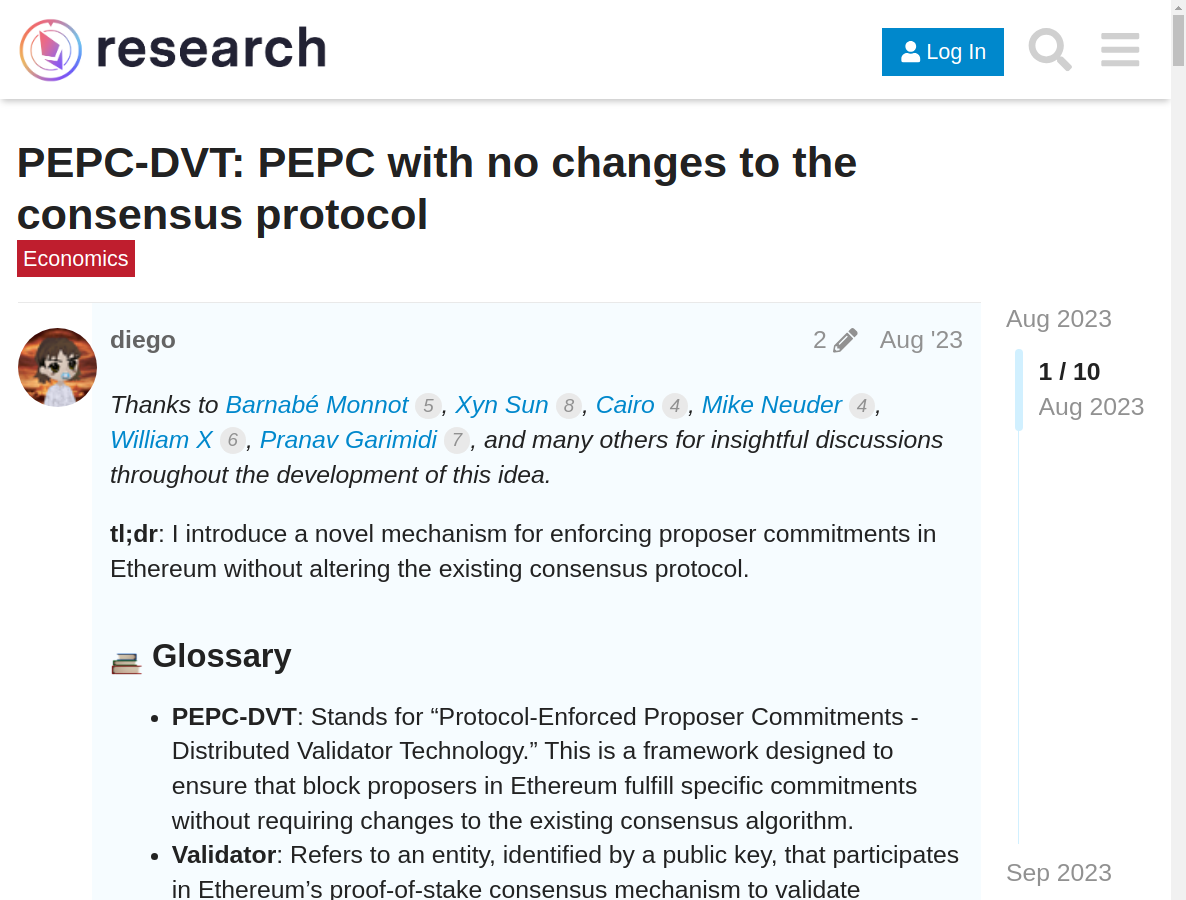 research
Log In
PEPC-DVT: PEPC with no changes to the
consensus protocol
Economics
Aug 2023
diego
2
Aug '23
1 / 10
Aug 2023
Thanks to Barnabé Monnot 5, Xyn Sun 8, Cairo 4, Mike Neuder 4,
William X 6, Pranav Garimidi 7, and many others for insightful discussions
throughout the development of this idea.
tl;dr: I introduce a novel mechanism for enforcing proposer commitments in
Ethereum without altering the existing consensus protocol.
Glossary
• PEPC-DVT: Stands for “Protocol-Enforced Proposer Commitments -
Distributed Validator Technology.” This is a framework designed to
ensure that block proposers in Ethereum fulfill specific commitments
without requiring changes to the existing consensus algorithm.
• Validator: Refers to an entity, identified by a public key, that participates
in Ethereum’s proof-of-stake consensus mechanism to validate
Sep 2023